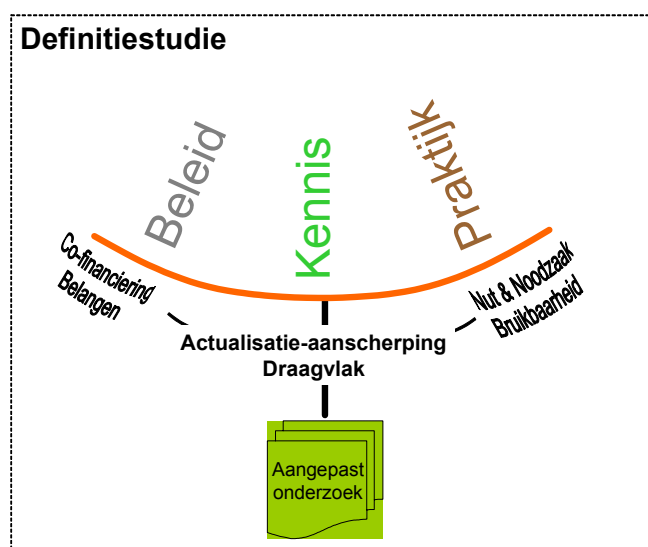 Definitiestudie
Beleid
Kennis
Praktijk
Co-financiering
Belangen
Nut & Noodzaak
Bruikbaarheid
Actualisatie-aanscherping
Draagvlak
Aangepast
onderzoek